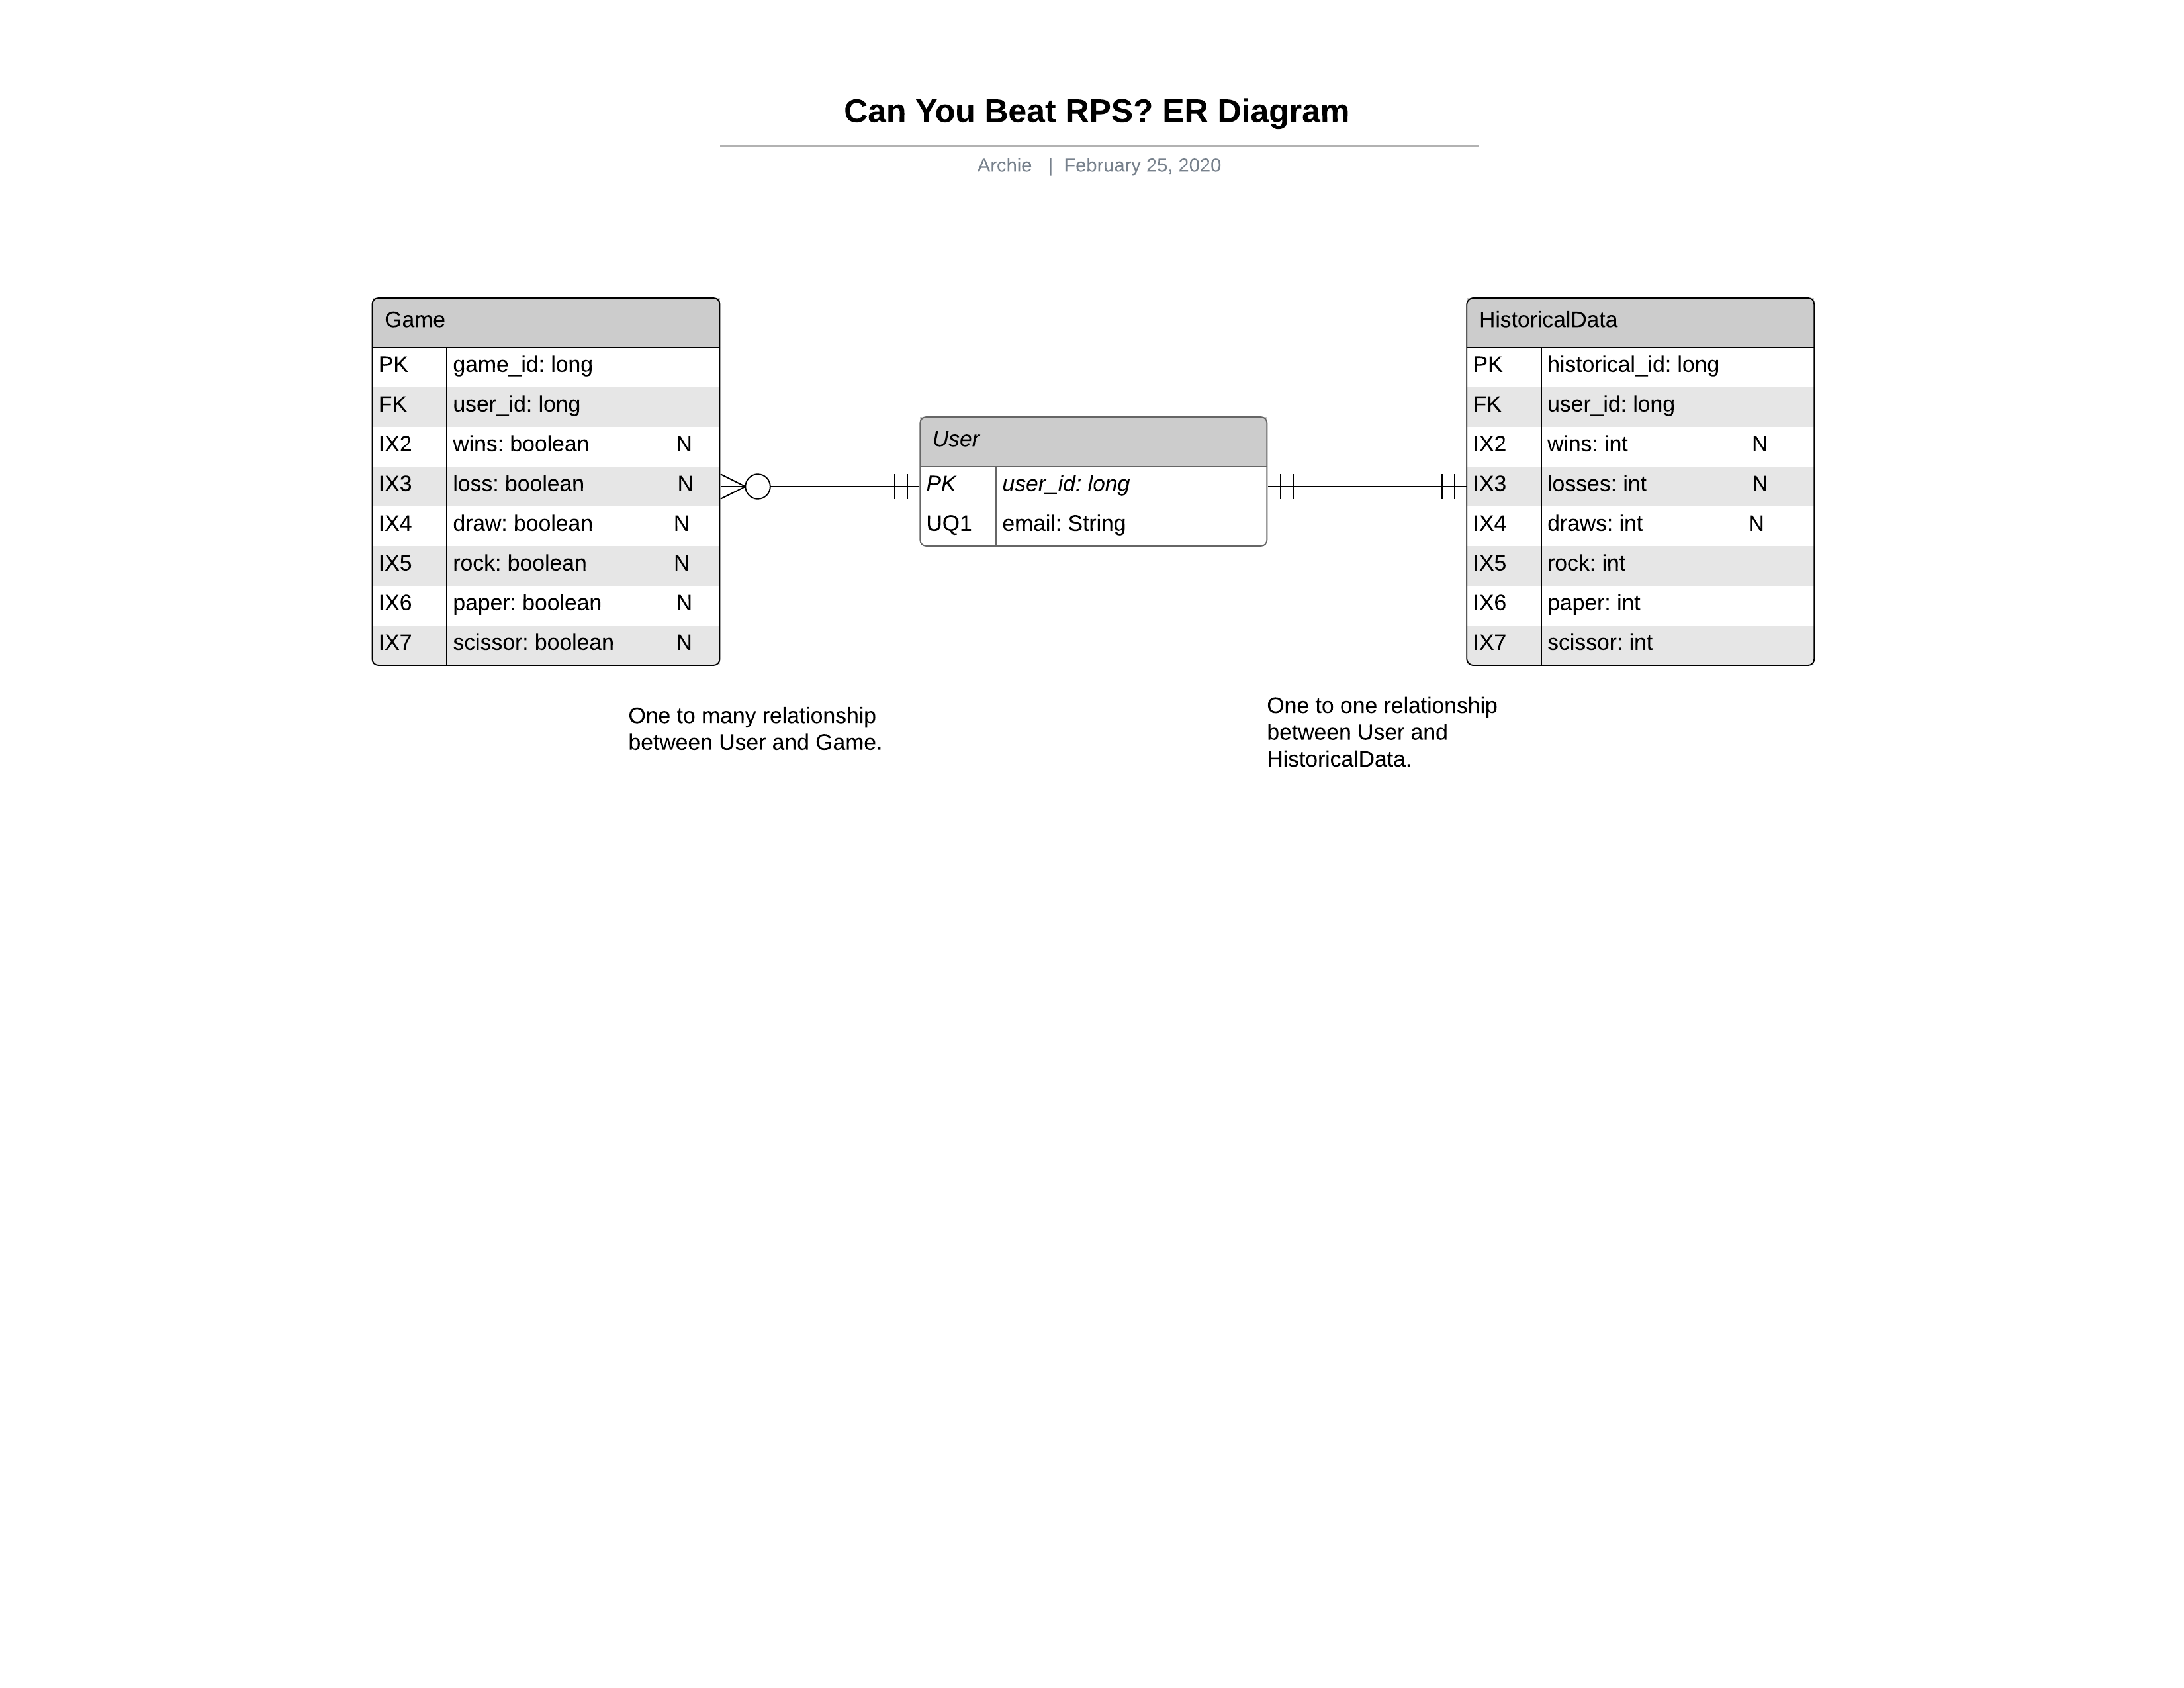 Can You Beat RPS? ER Diagram
Archie | February 25, 2020
Game
PK game_id: long
FK user_id: long
IX2 wins: boolean N
IX3 loss: boolean N
IX4 draw: boolean N
IX5 rock: boolean N
IX6 paper: boolean N
IX7 scissor: boolean N
User
PK user_id: long
UQ1 email: String
HistoricalData
PK historical_id: long
FK user_id: long
IX2 wins: int N
IX3 losses: int N
IX4 draws: int N
IX5 rock: int
IX6 paper: int
IX7 scissor: int
One to many relationship
between User and Game.
One to one relationship
between User and
HistoricalData.